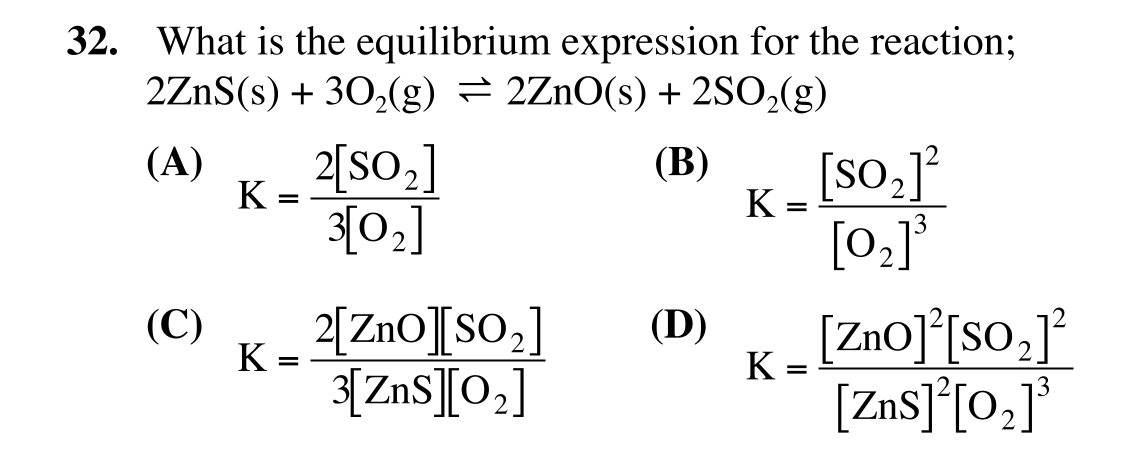 32. What is the equilibrium expression for the reaction;
2ZnS(s) + 3O₂(g) ⇌ 2ZnO(s) + 2SO₂(g)
(A) K = 2[SO₂] / 3[O₂]
(B) K = [SO₂]² / [O₂]³
(C) K = 2[ZnO][SO₂] / 3[ZnS][O₂]
(D) K = [ZnO]²[SO₂]² / [ZnS]²[O₂]³